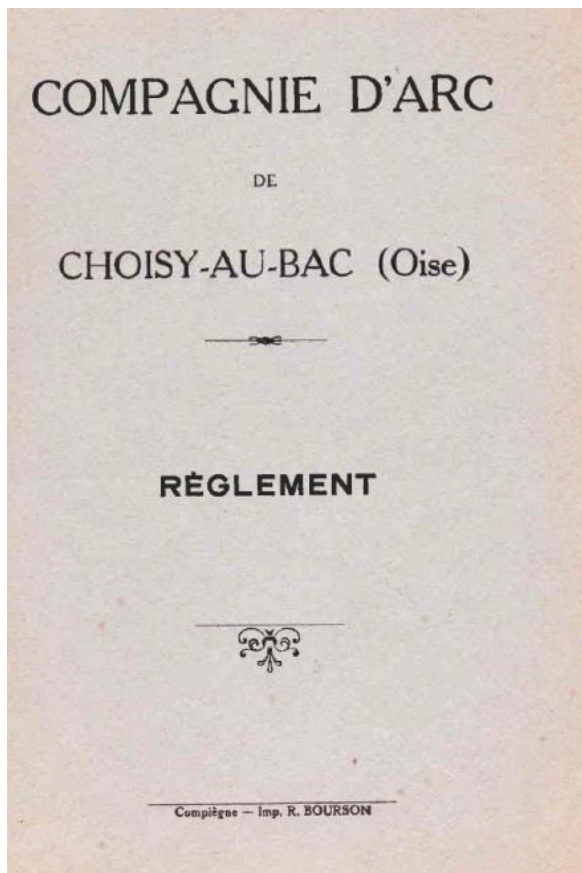 COMPAGNIE D'ARC
DE
CHOISY-AU-BAC (Oise)
RÈGLEMENT
Compiègne — Imp. R. BOURSON